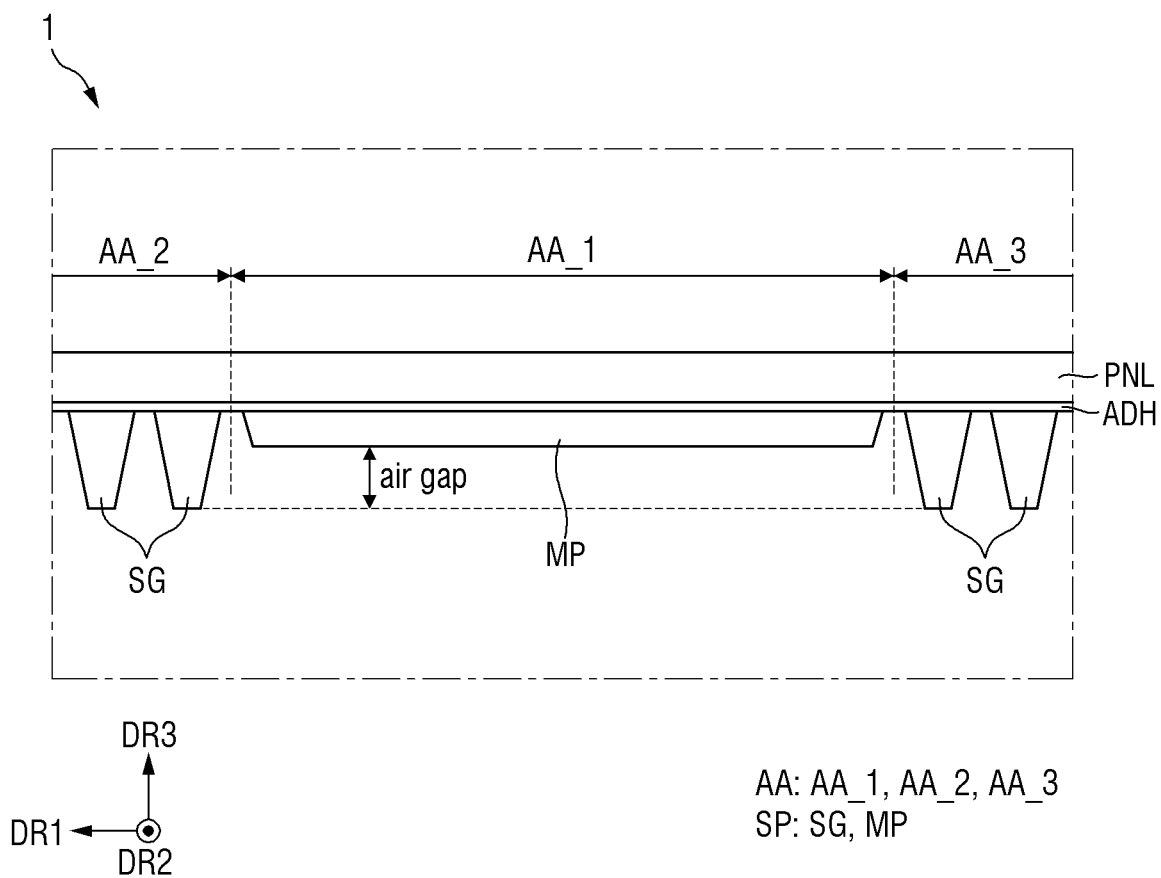 1
AA_2
AA_1
AA_3
PNL
ADH
air gap
MP
SG
SG
DR3
DR1
DR2
AA: AA_1, AA_2, AA_3
SP: SG, MP